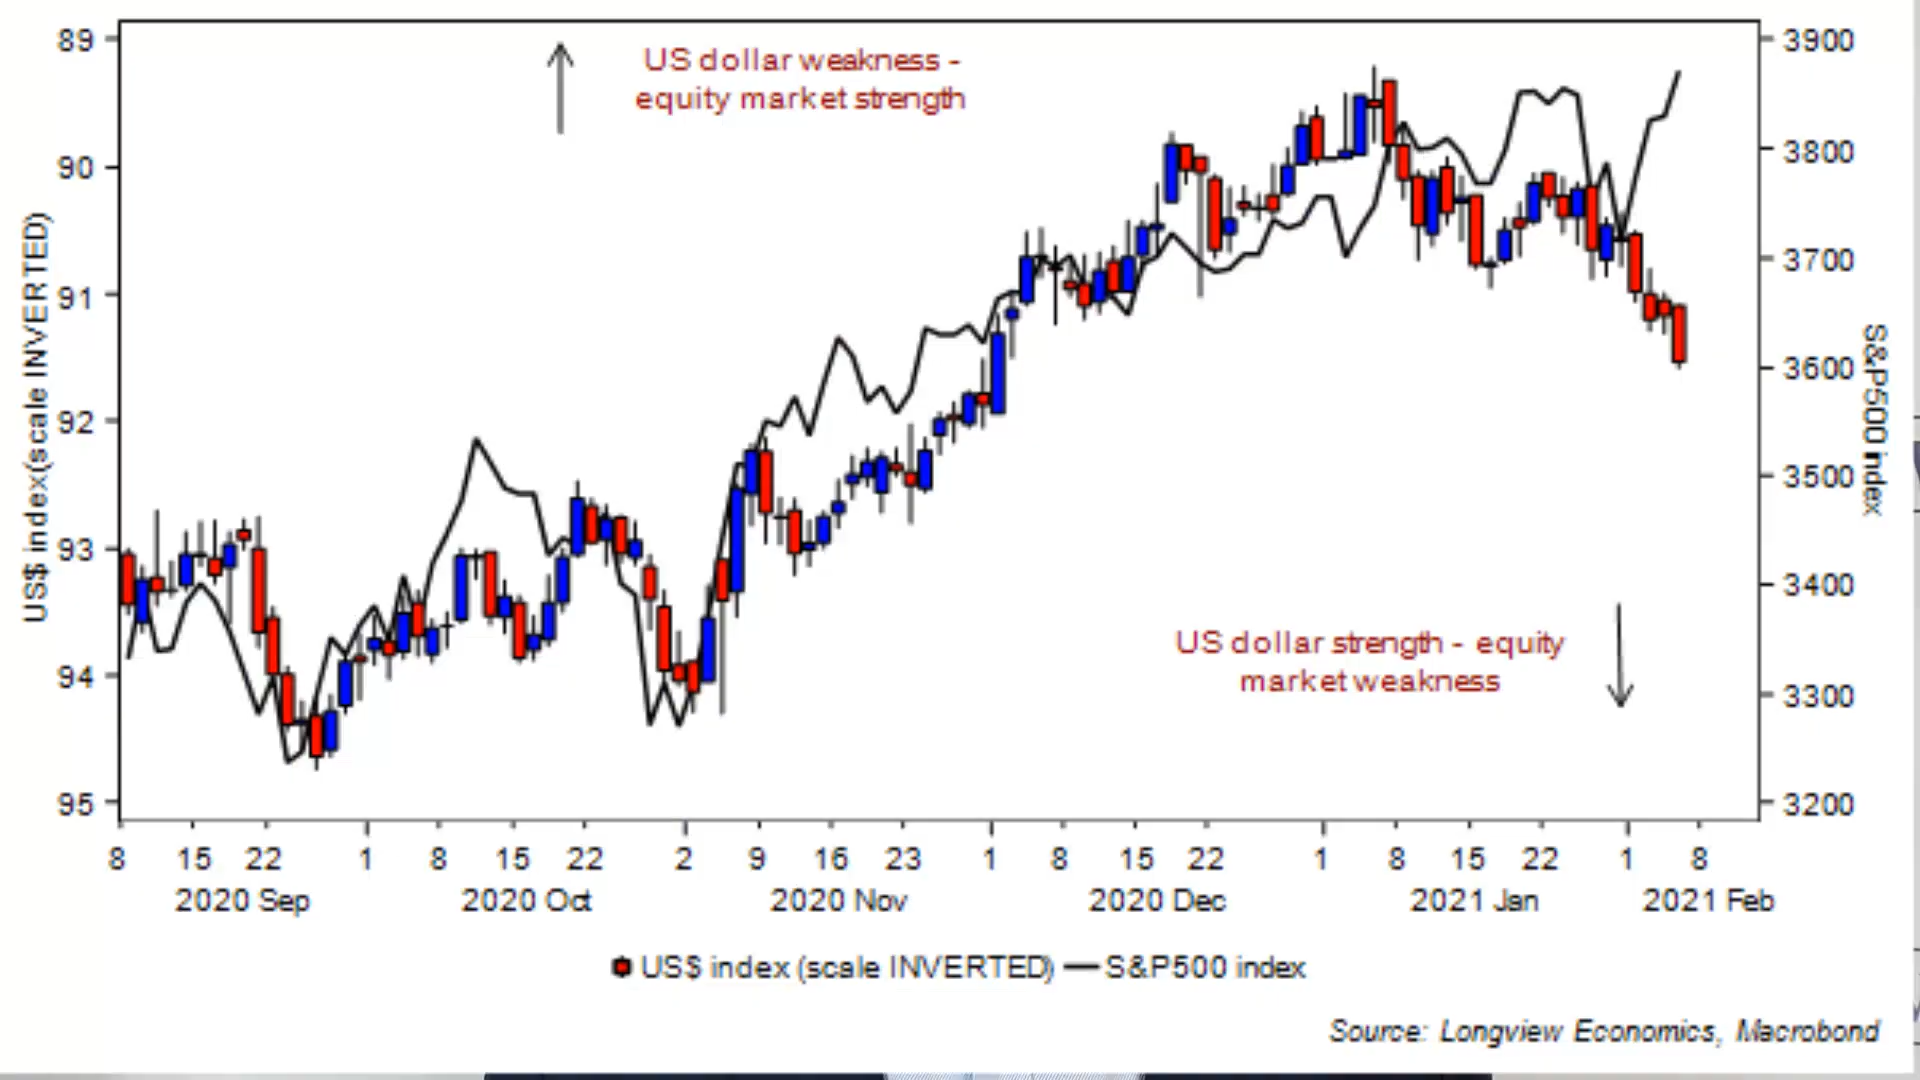 89
90
91
92
93
94
95
US$ index(scale INVERTED)
US dollar weakness -
equity market strength
US dollar strength - equity
market weakness
3900
3800
3700
3600
3500
3400
3300
3200
S&P500 index
8 15 22 1 8 15 22 2 9 16 23 1 8 15 22 1 8 15 22 1 8
2020 Sep 2020 Oct 2020 Nov 2020 Dec 2021 Jan 2021 Feb
US$ index (scale INVERTED) S&P500 index
Source: Longview Economics, Macrobond